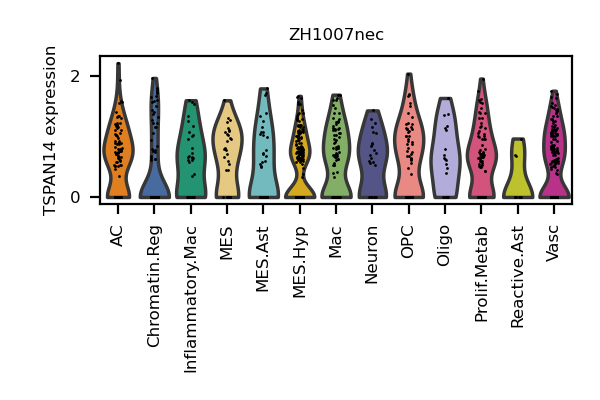 ZH1007nec
TSPAN14 expression
2
0
AC
Chromatin.Reg
Inflammatory.Mac
MES
MES.Ast
MES.Hyp
Mac
Neuron
OPC
Oligo
Prolif.Metab
Reactive.Ast
Vasc